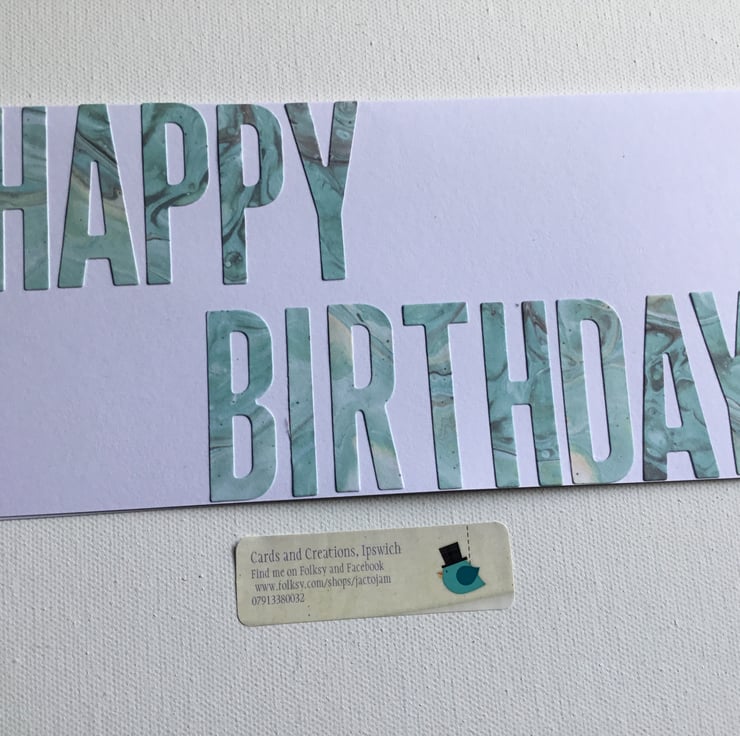 HAPPY
BIRTHDAY
Cards and Creations, Ipswich
Find me on Folksy and Facebook
www.folksy.com/shops/jactojam
07913380032